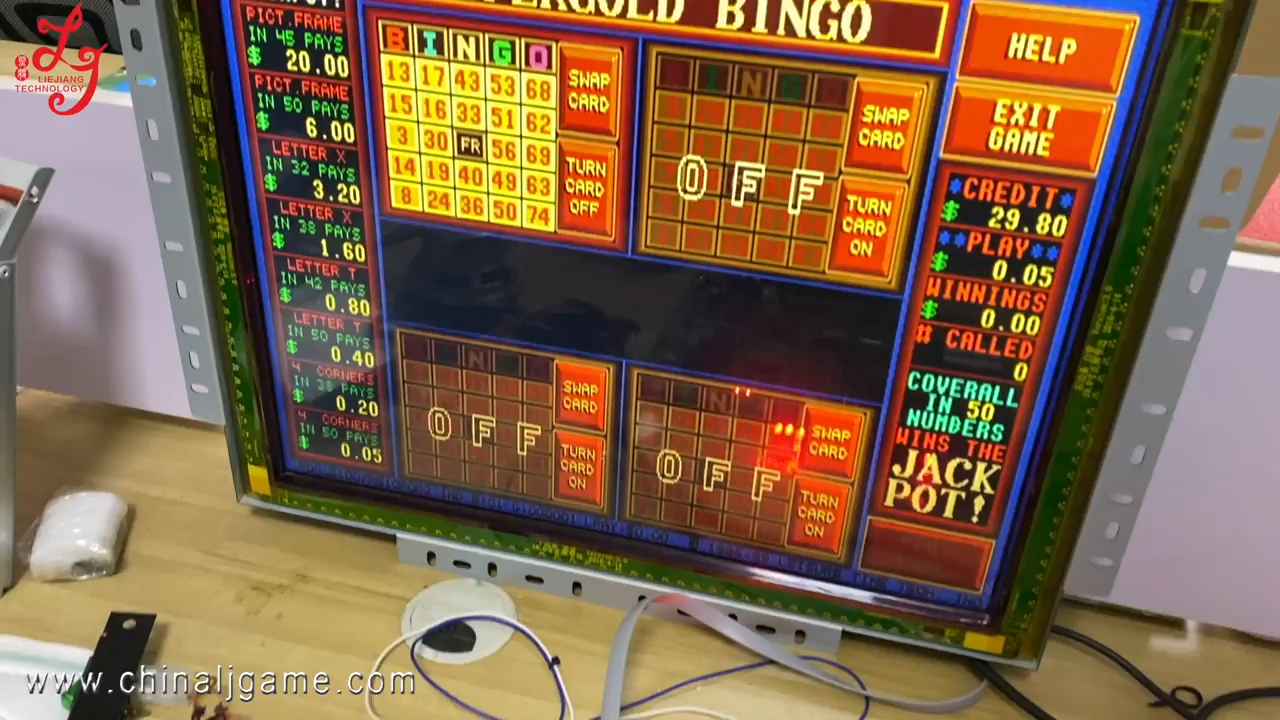 LIEJIANG
TECHNOLOGY
BINGO
PICT.FRAME
IN 45 PAYS
$ 20.00
PICT.FRAME
IN 50 PAYS
$ 6.00
LETTER X
IN 32 PAYS
$ 3.20
LETTER X
IN 38 PAYS
$ 1.60
LETTER T
IN 42 PAYS
$ 0.80
LETTER T
IN 50 PAYS
$ 0.40
4 CORNERS
PAYS
$ 0.20
4 CORNERS
IN 50 PAYS
$ 0.05
B I N G O
13 17 43 53 68
15 16 33 51 62
3 30 FR 56 69
14 19 40 49 63
8 24 36 50 74
SWAP
CARD
TURN
CARD
OFF
B I N G O
OFF
SWAP
CARD
TURN
CARD
ON
N
OFF
SWAP
CARD
TURN
CARD
ON
N
OFF
SWAP
CARD
TURN
CARD
ON
HELP
EXIT
GAME
*CREDIT*
$ 29.80
**PLAY**
$ 0.05
WINNINGS
$ 0.00
# CALLED
0
COVERALL
IN 50
NUMBERS
WINS THE
JACK
POT!
www.chinaljgame.com